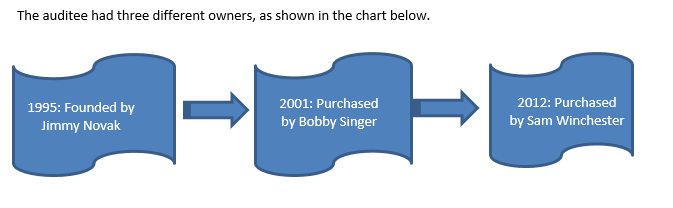 The auditee had three different owners, as shown in the chart below.
1995: Founded by
Jimmy Novak
2001: Purchased
by Bobby Singer
2012: Purchased
by Sam Winchester